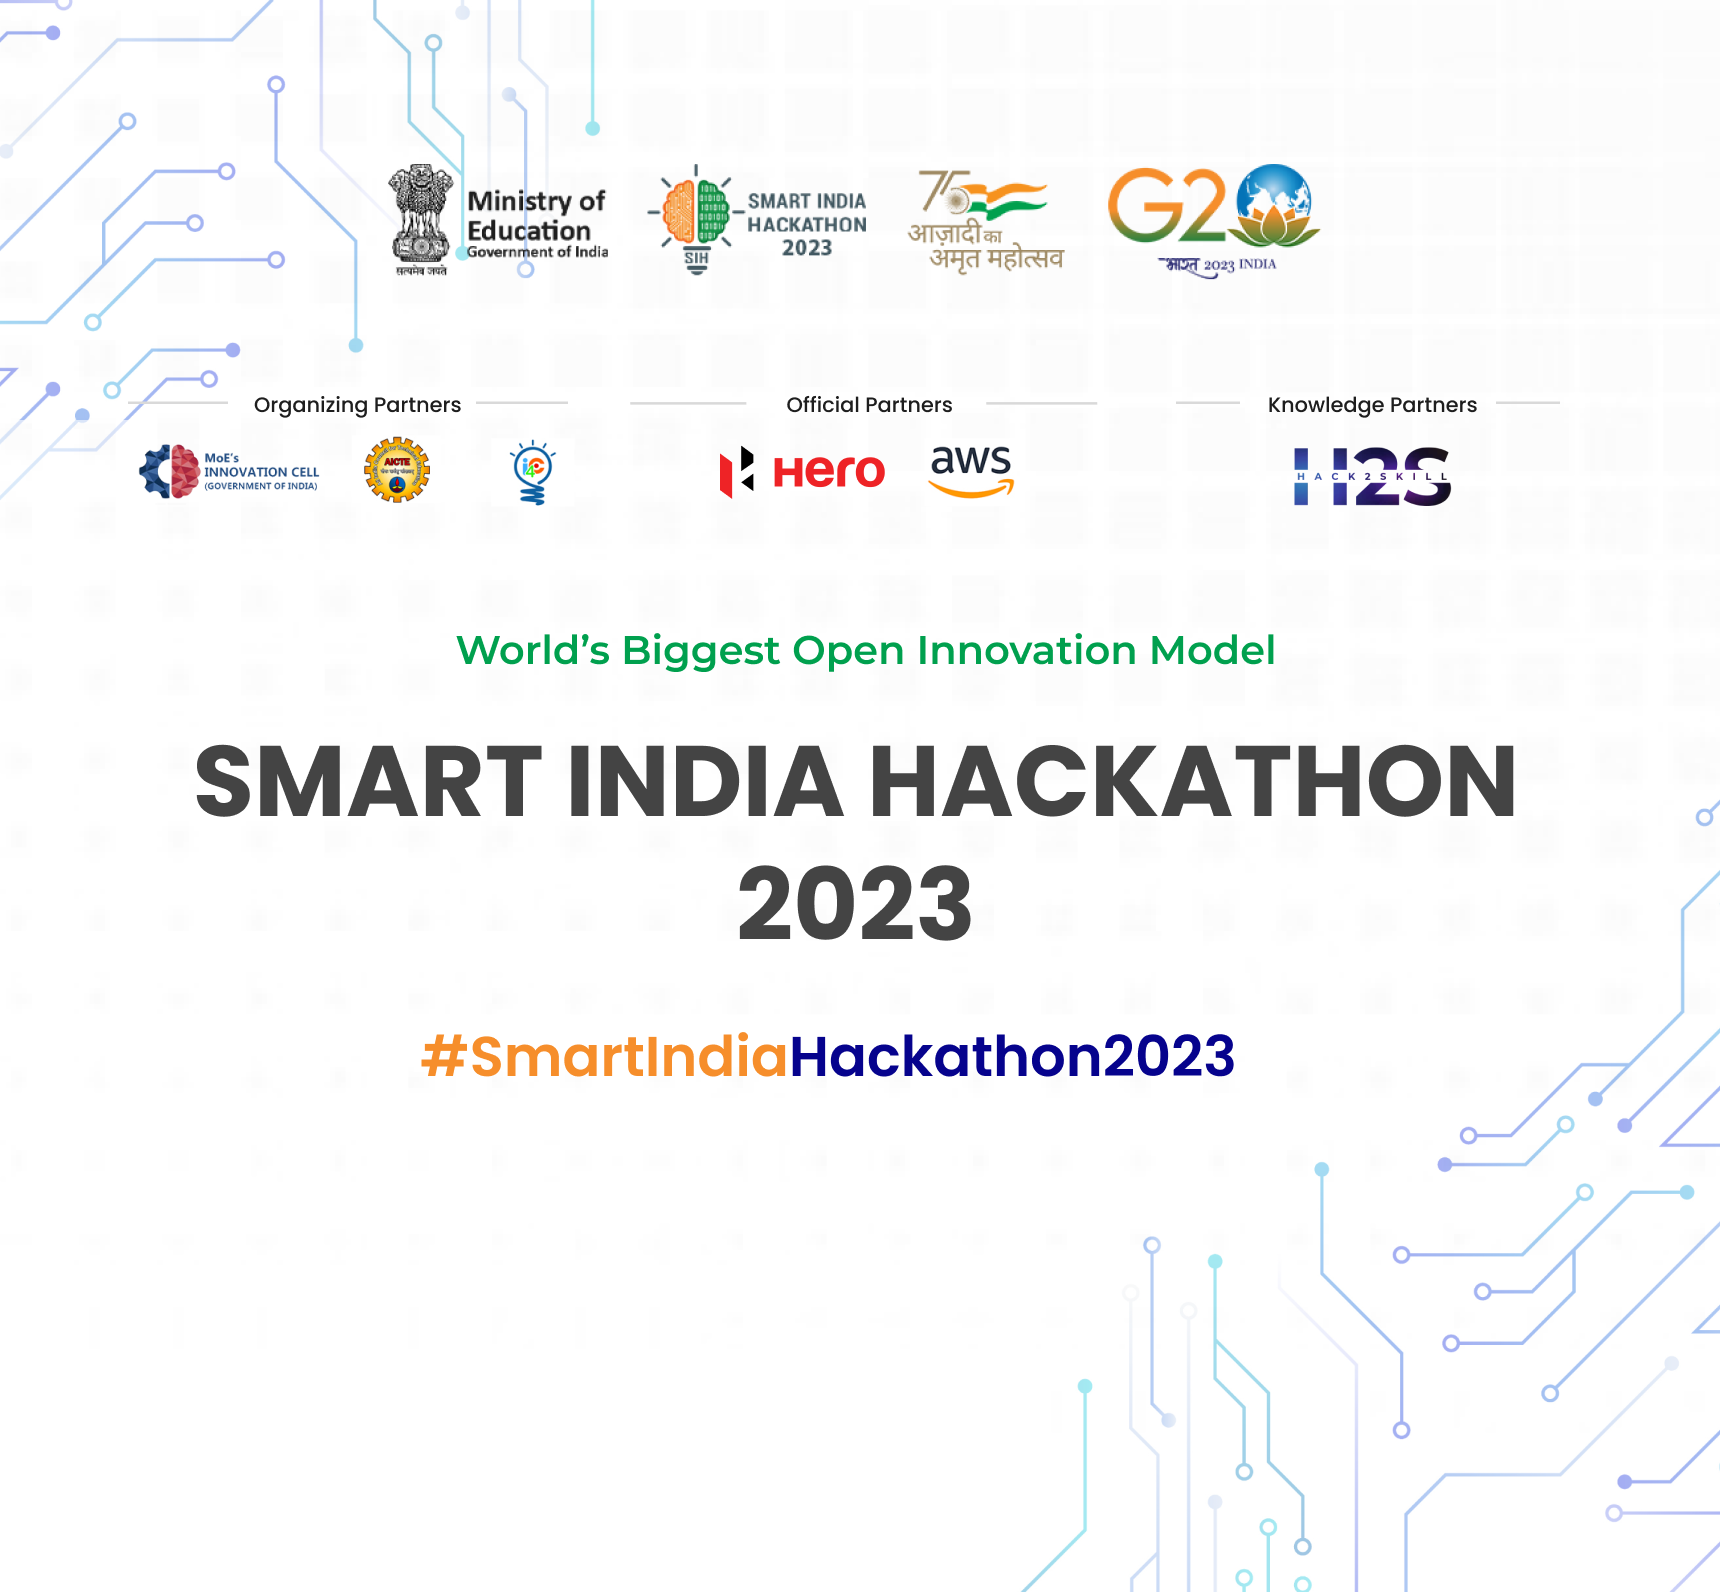 Ministry of
Education
Government of India
सत्यमेव जयते
SMART INDIA
HACKATHON
2023
SIH
75
आज़ादी का
अमृत महोत्सव
G20
भारत 2023 INDIA
Organizing Partners
Official Partners
Knowledge Partners
MoE's
INNOVATION CELL
(GOVERNMENT OF INDIA)
AICTE
i4C
Hero
aws
H2S
HACK2SKILL
World’s Biggest Open Innovation Model
SMART INDIA HACKATHON
2023
#SmartIndiaHackathon2023